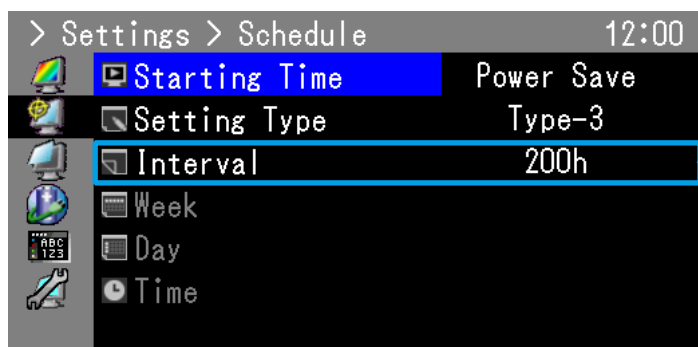 > Settings > Schedule 12:00
Starting Time Power Save
Setting Type Type-3
Interval 200h
Week
ABC
123
Day
Time